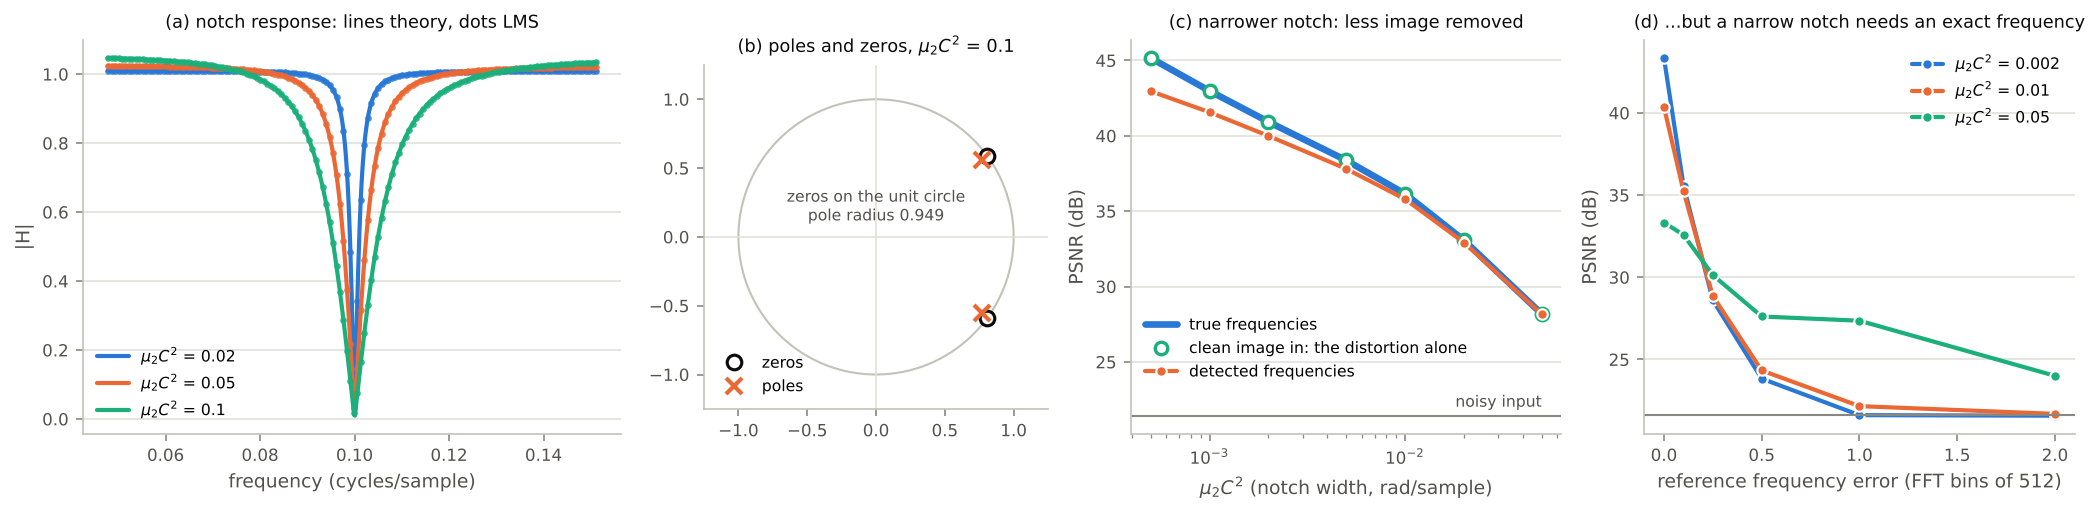 (a) notch response: lines theory, dots LMS
|H|
1.0
0.8
0.6
0.4
0.2
0.0
μ₂C² = 0.02
μ₂C² = 0.05
μ₂C² = 0.1
0.06 0.08 0.10 0.12 0.14
frequency (cycles/sample)
(b) poles and zeros, μ₂C² = 0.1
1.0
0.5
0.0
−0.5
−1.0
zeros on the unit circle
pole radius 0.949
zeros
poles
−1.0 −0.5 0.0 0.5 1.0
(c) narrower notch: less image removed
PSNR (dB)
45
40
35
30
25
true frequencies
clean image in: the distortion alone
detected frequencies
noisy input
10⁻³ 10⁻²
μ₂C² (notch width, rad/sample)
(d) ...but a narrow notch needs an exact frequency
PSNR (dB)
40
35
30
25
μ₂C² = 0.002
μ₂C² = 0.01
μ₂C² = 0.05
0.0 0.5 1.0 1.5 2.0
reference frequency error (FFT bins of 512)